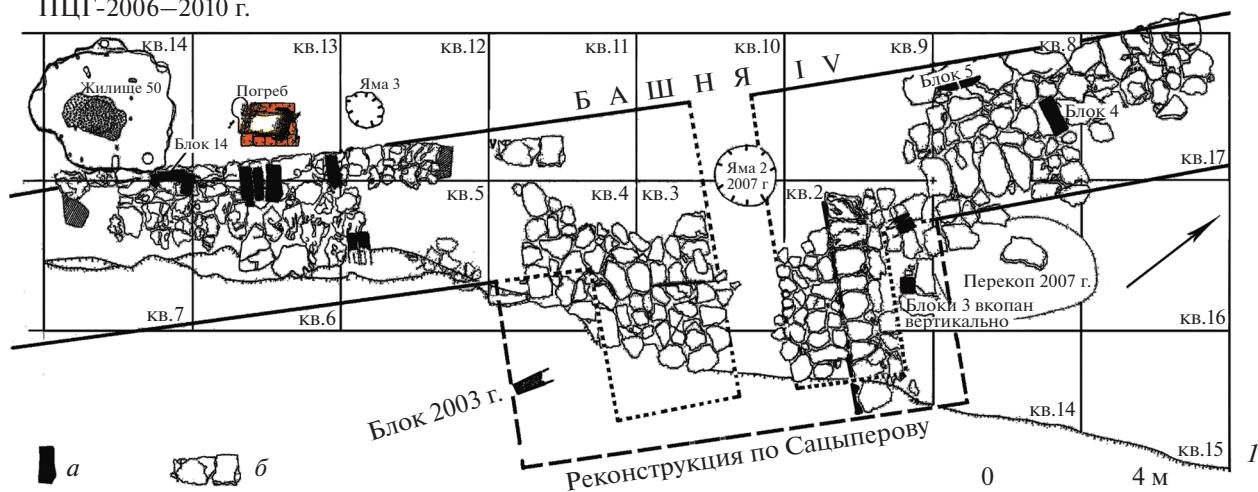 ПЦГ-2006–2010 г.
кв.14
кв.13
кв.12
кв.11
кв.10
кв.9
кв.8
Жилище 50
Погреб
Яма 3
БАШНЯ IV
Блок 5
Блок 4
Блок 14
кв.5
кв.4
кв.3
Яма 2
2007 г
кв.2
кв.17
Перекоп 2007 г.
Блоки 3 вкопан
вертикально
кв.7
кв.6
кв.16
Блок 2003 г.
Реконструкция по Сацыперову
кв.14
кв.15
1
а
б
0
4 м